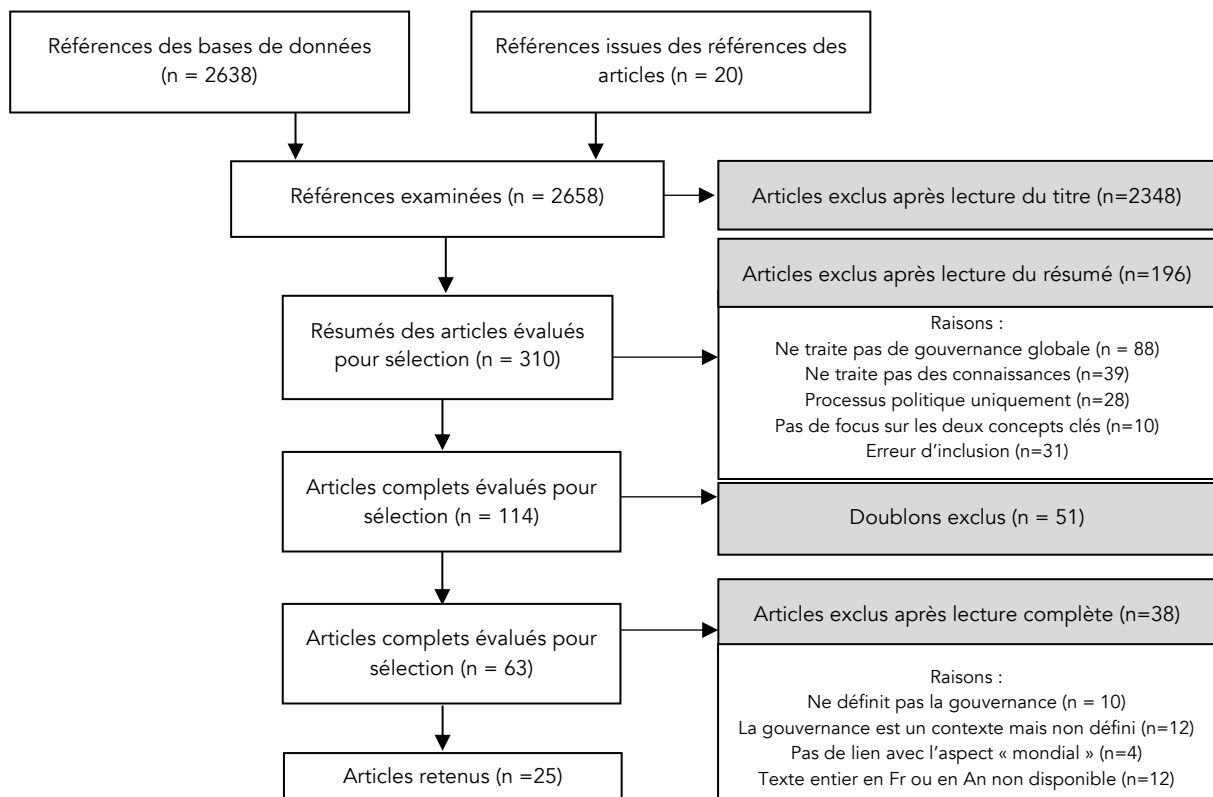 Références des bases de données
(n = 2638)
Références issues des références des
articles (n = 20)
Références examinées (n = 2658)
Articles exclus après lecture du titre (n=2348)
Articles exclus après lecture du résumé (n=196)
Résumés des articles évalués
pour sélection (n = 310)
Raisons :
Ne traite pas de gouvernance globale (n = 88)
Ne traite pas des connaissances (n=39)
Processus politique uniquement (n=28)
Pas de focus sur les deux concepts clés (n=10)
Erreur d’inclusion (n=31)
Articles complets évalués pour
sélection (n = 114)
Doublons exclus (n = 51)
Articles complets évalués pour
sélection (n = 63)
Articles exclus après lecture complète (n=38)
Raisons :
Ne définit pas la gouvernance (n = 10)
La gouvernance est un contexte mais non défini (n=12)
Pas de lien avec l’aspect « mondial » (n=4)
Texte entier en Fr ou en An non disponible (n=12)
Articles retenus (n =25)